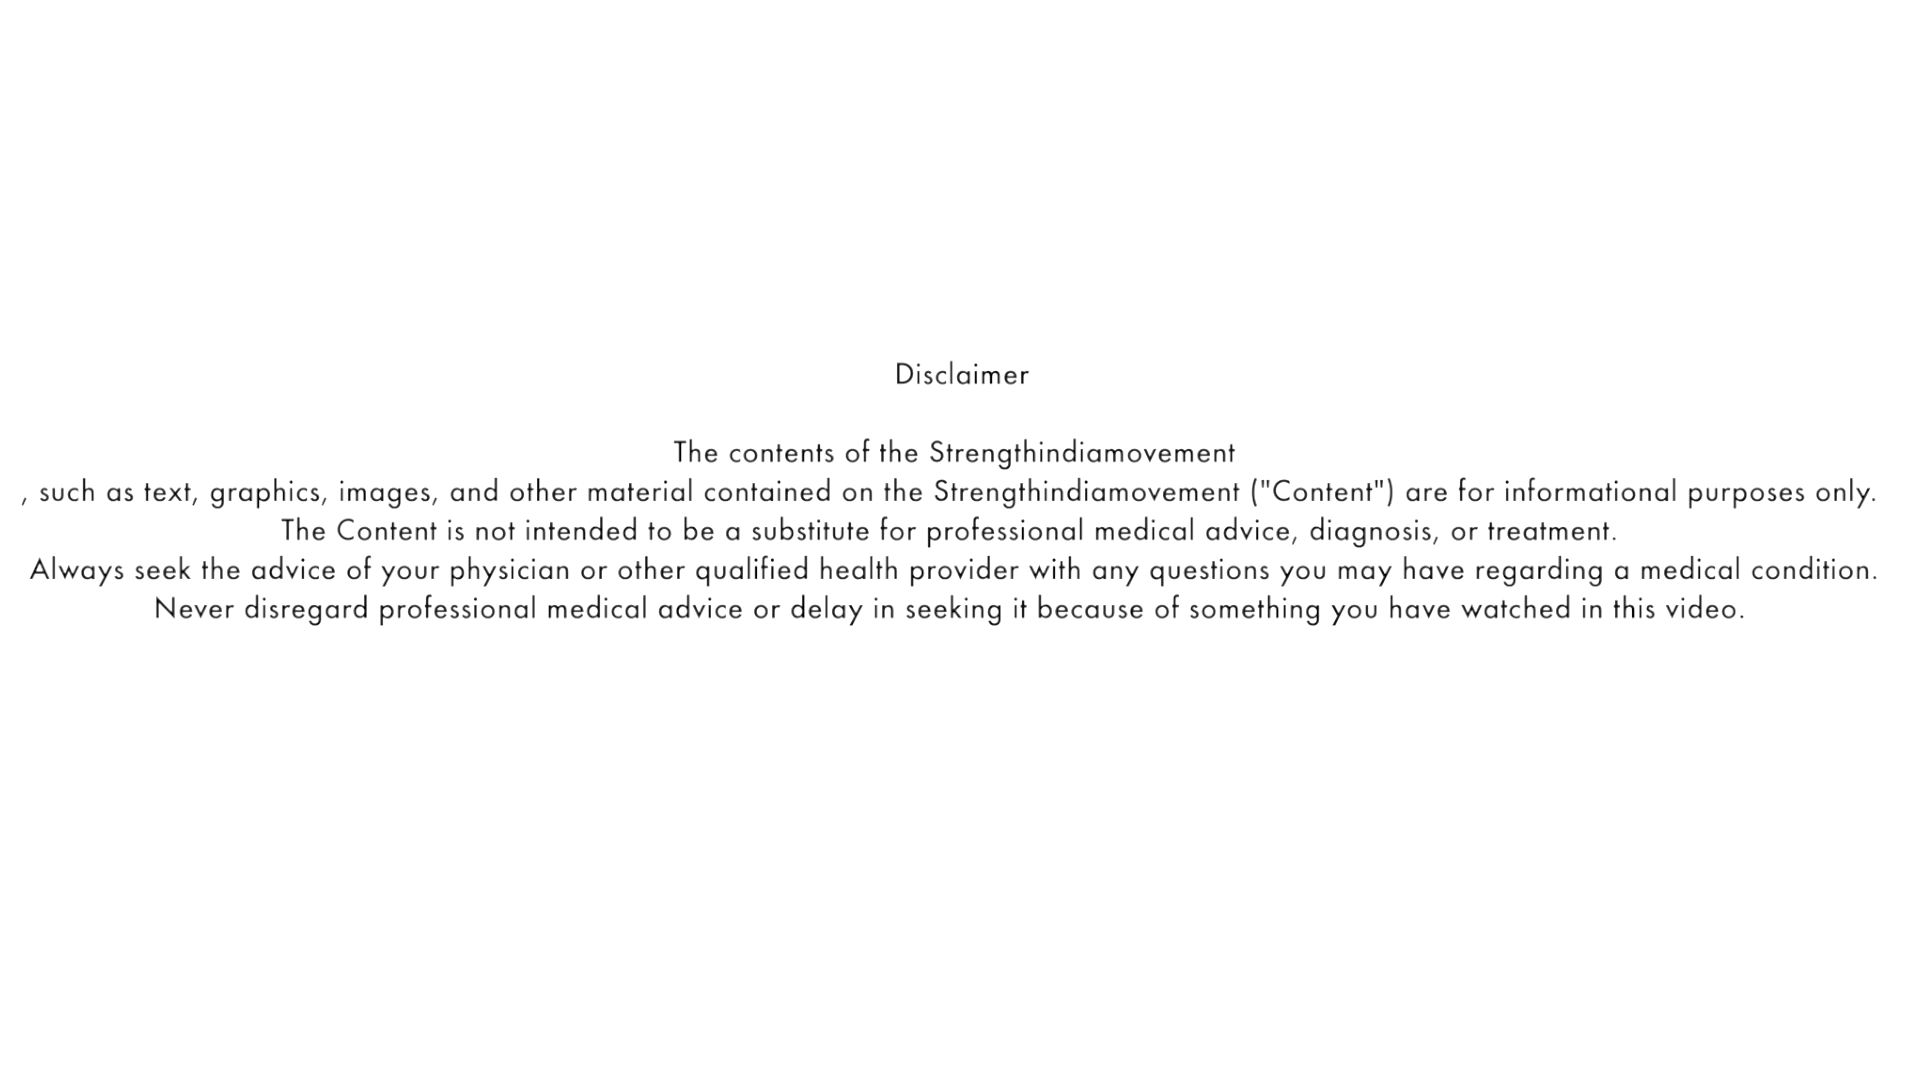 Disclaimer
The contents of the Strengthindiamovement
, such as text, graphics, images, and other material contained on the Strengthindiamovement ("Content") are for informational purposes only.
The Content is not intended to be a substitute for professional medical advice, diagnosis, or treatment.
Always seek the advice of your physician or other qualified health provider with any questions you may have regarding a medical condition.
Never disregard professional medical advice or delay in seeking it because of something you have watched in this video.